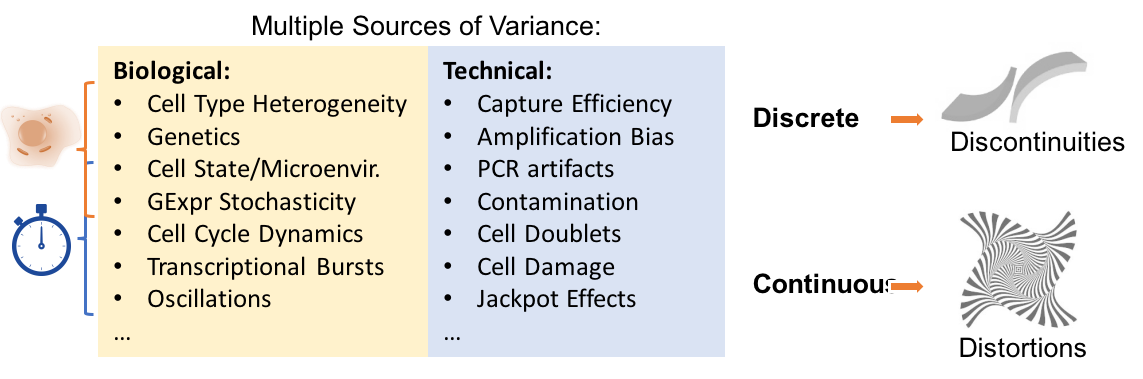 Multiple Sources of Variance:
Biological:
• Cell Type Heterogeneity
• Genetics
• Cell State/Microenvir.
• GExpr Stochasticity
• Cell Cycle Dynamics
• Transcriptional Bursts
• Oscillations
...
Technical:
• Capture Efficiency
• Amplification Bias
• PCR artifacts
• Contamination
• Cell Doublets
• Cell Damage
• Jackpot Effects
...
Discrete
Discontinuities
Continuous
Distortions